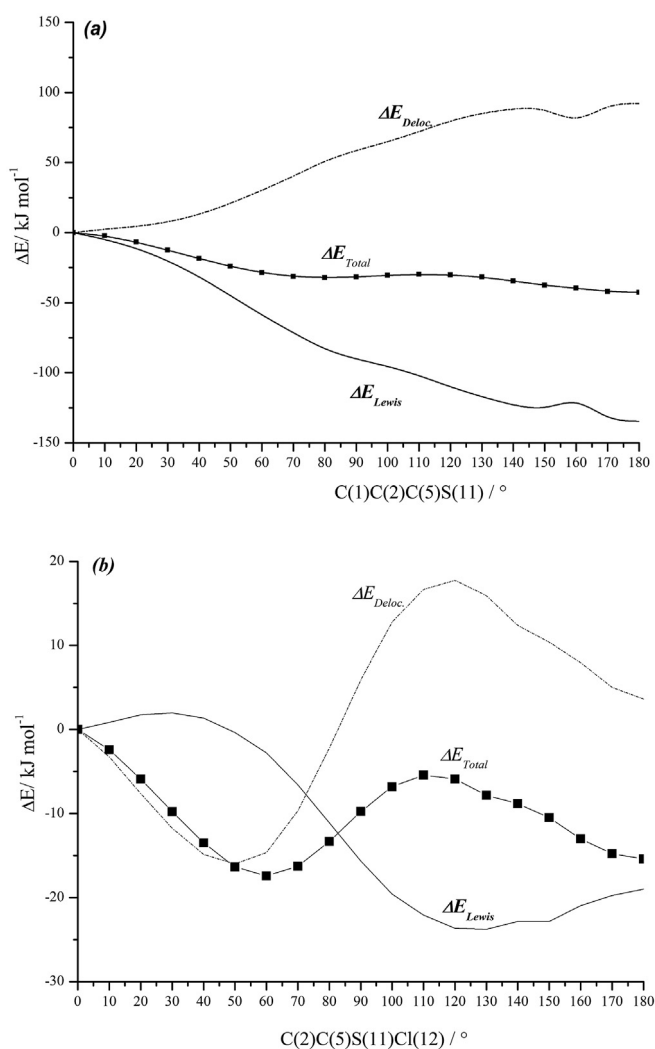 (a)
100
50
0
-50
-100
-150
ΔE/ kJ mol⁻¹
ΔE_Deloc.
ΔE_Total
ΔE_Lewis
0 10 20 30 40 50 60 70 80 90 100 110 120 130 140 150 160 170 180
C(1)C(2)C(5)S(11) / °
(b)
20
10
0
-10
-20
-30
ΔE/ kJ mol⁻¹
ΔE_Deloc.
ΔE_Total
ΔE_Lewis
0 10 20 30 40 50 60 70 80 90 100 110 120 130 140 150 160 170 180
C(2)C(5)S(11)Cl(12) / °